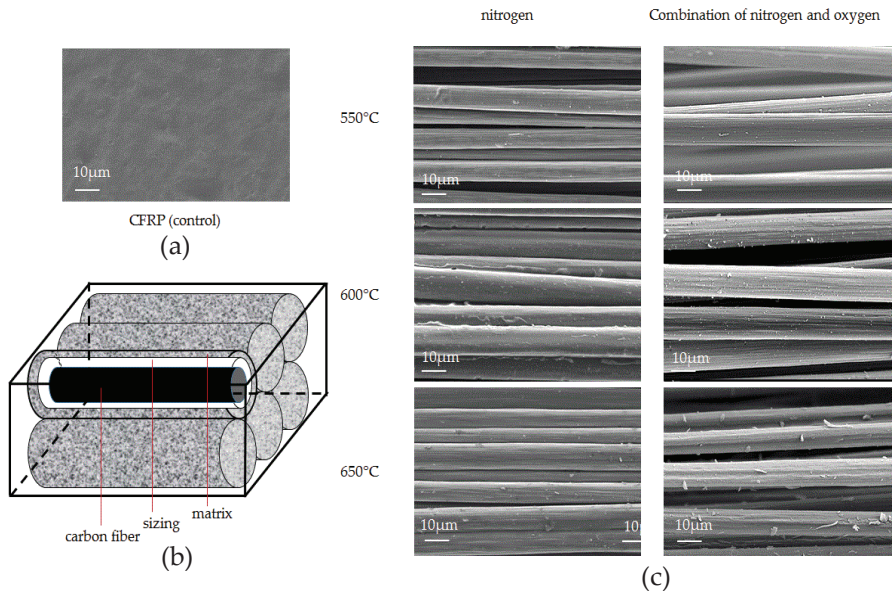 nitrogen
Combination of nitrogen and oxygen
10μm
CFRP (control)
(a)
550°C
600°C
650°C
10μm
10μm
10μm
10μm
10μm
10μm
10μm
carbon fiber
sizing
matrix
(b)
(c)